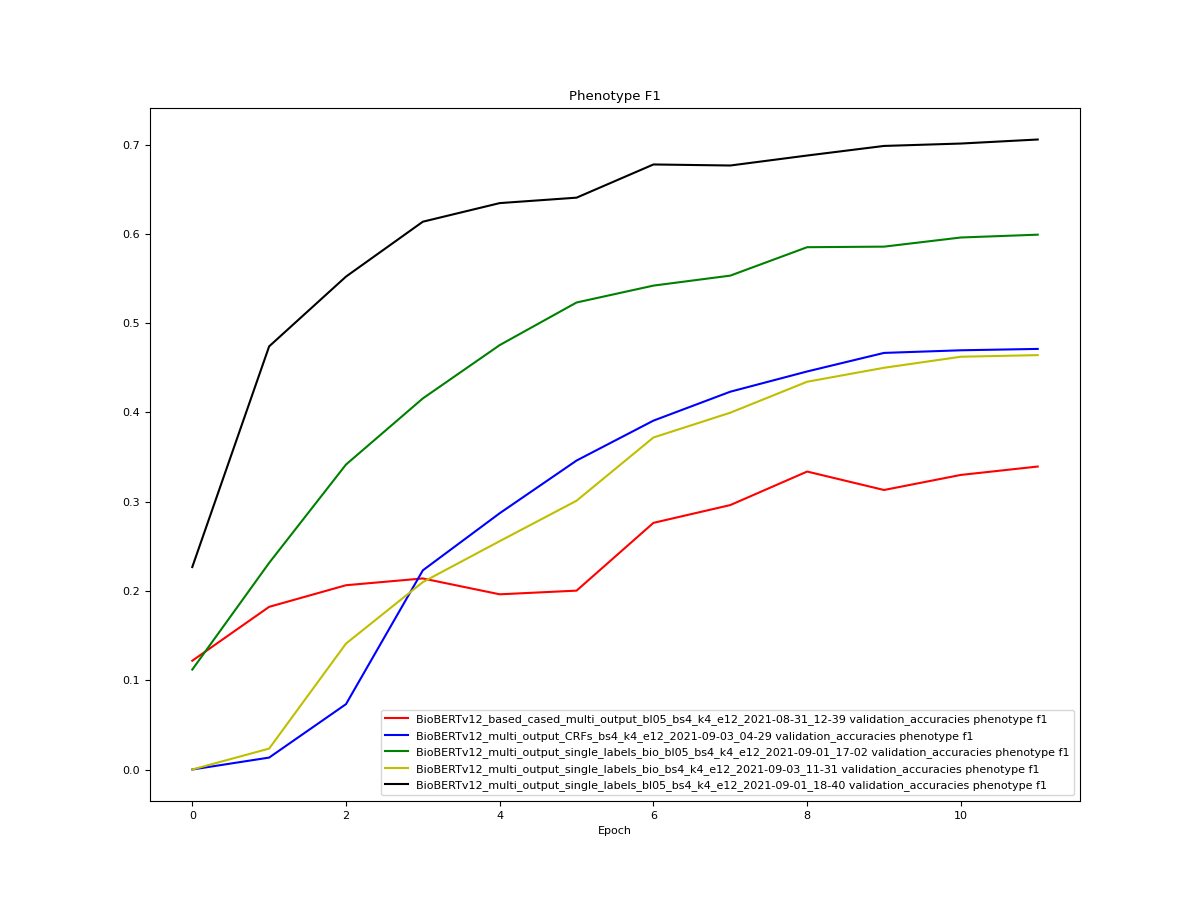 Phenotype F1
0.7
0.6
0.5
0.4
0.3
0.2
0.1
0.0
BioBERTv12_based_cased_multi_output_bl05_bs4_k4_e12_2021-08-31_12-39 validation_accuracies phenotype f1
BioBERTv12_multi_output_CRFs_bs4_k4_e12_2021-09-03_04-29 validation_accuracies phenotype f1
BioBERTv12_multi_output_single_labels_bio_bl05_bs4_k4_e12_2021-09-01_17-02 validation_accuracies phenotype f1
BioBERTv12_multi_output_single_labels_bio_bs4_k4_e12_2021-09-03_11-31 validation_accuracies phenotype f1
BioBERTv12_multi_output_single_labels_bl05_bs4_k4_e12_2021-09-01_18-40 validation_accuracies phenotype f1
0 2 4 6 8 10
Epoch